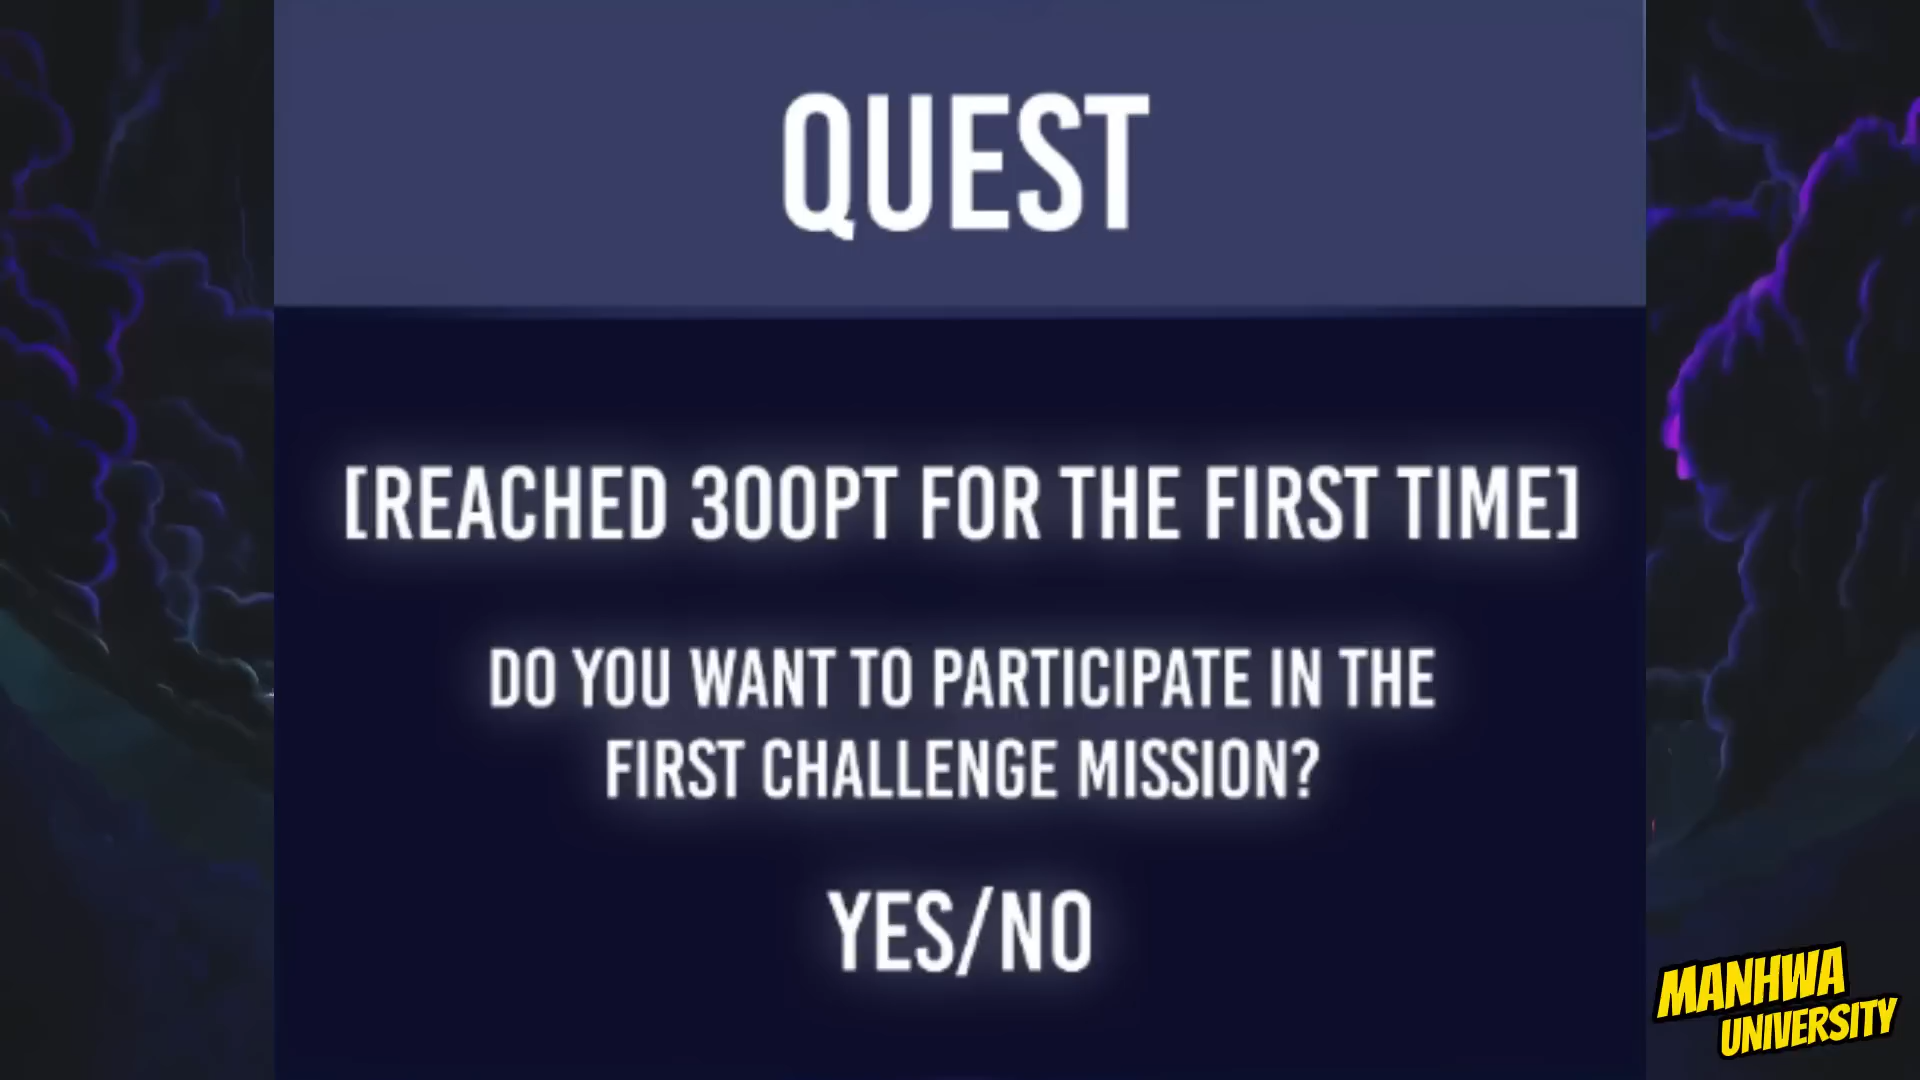 QUEST
[REACHED 300PT FOR THE FIRST TIME]
DO YOU WANT TO PARTICIPATE IN THE
FIRST CHALLENGE MISSION?
YES/NO
MANHWA
UNIVERSITY